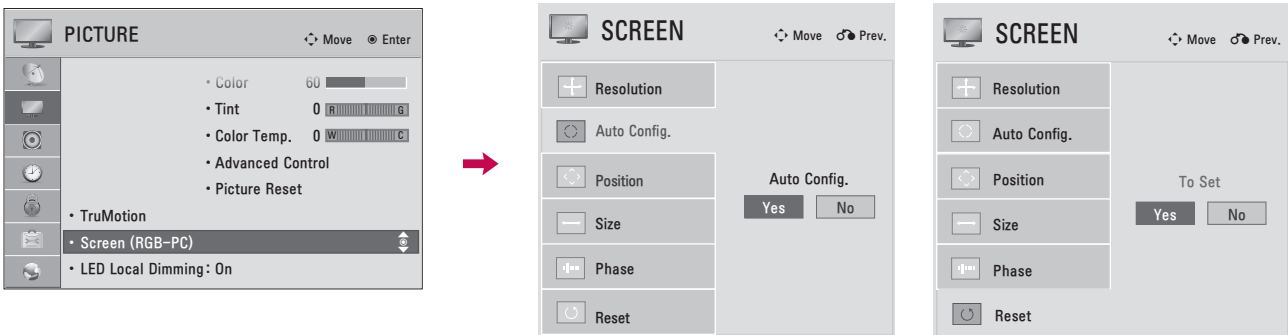 PICTURE
Move Enter
• Color 60
• Tint 0 R G
• Color Temp. 0 W C
• Advanced Control
• Picture Reset
• TruMotion
• Screen (RGB-PC)
• LED Local Dimming: On
SCREEN
Move Prev.
Resolution
Auto Config.
Position
Size
Phase
Reset
Auto Config.
Yes No
SCREEN
Move Prev.
Resolution
Auto Config.
Position
Size
Phase
Reset
To Set
Yes No